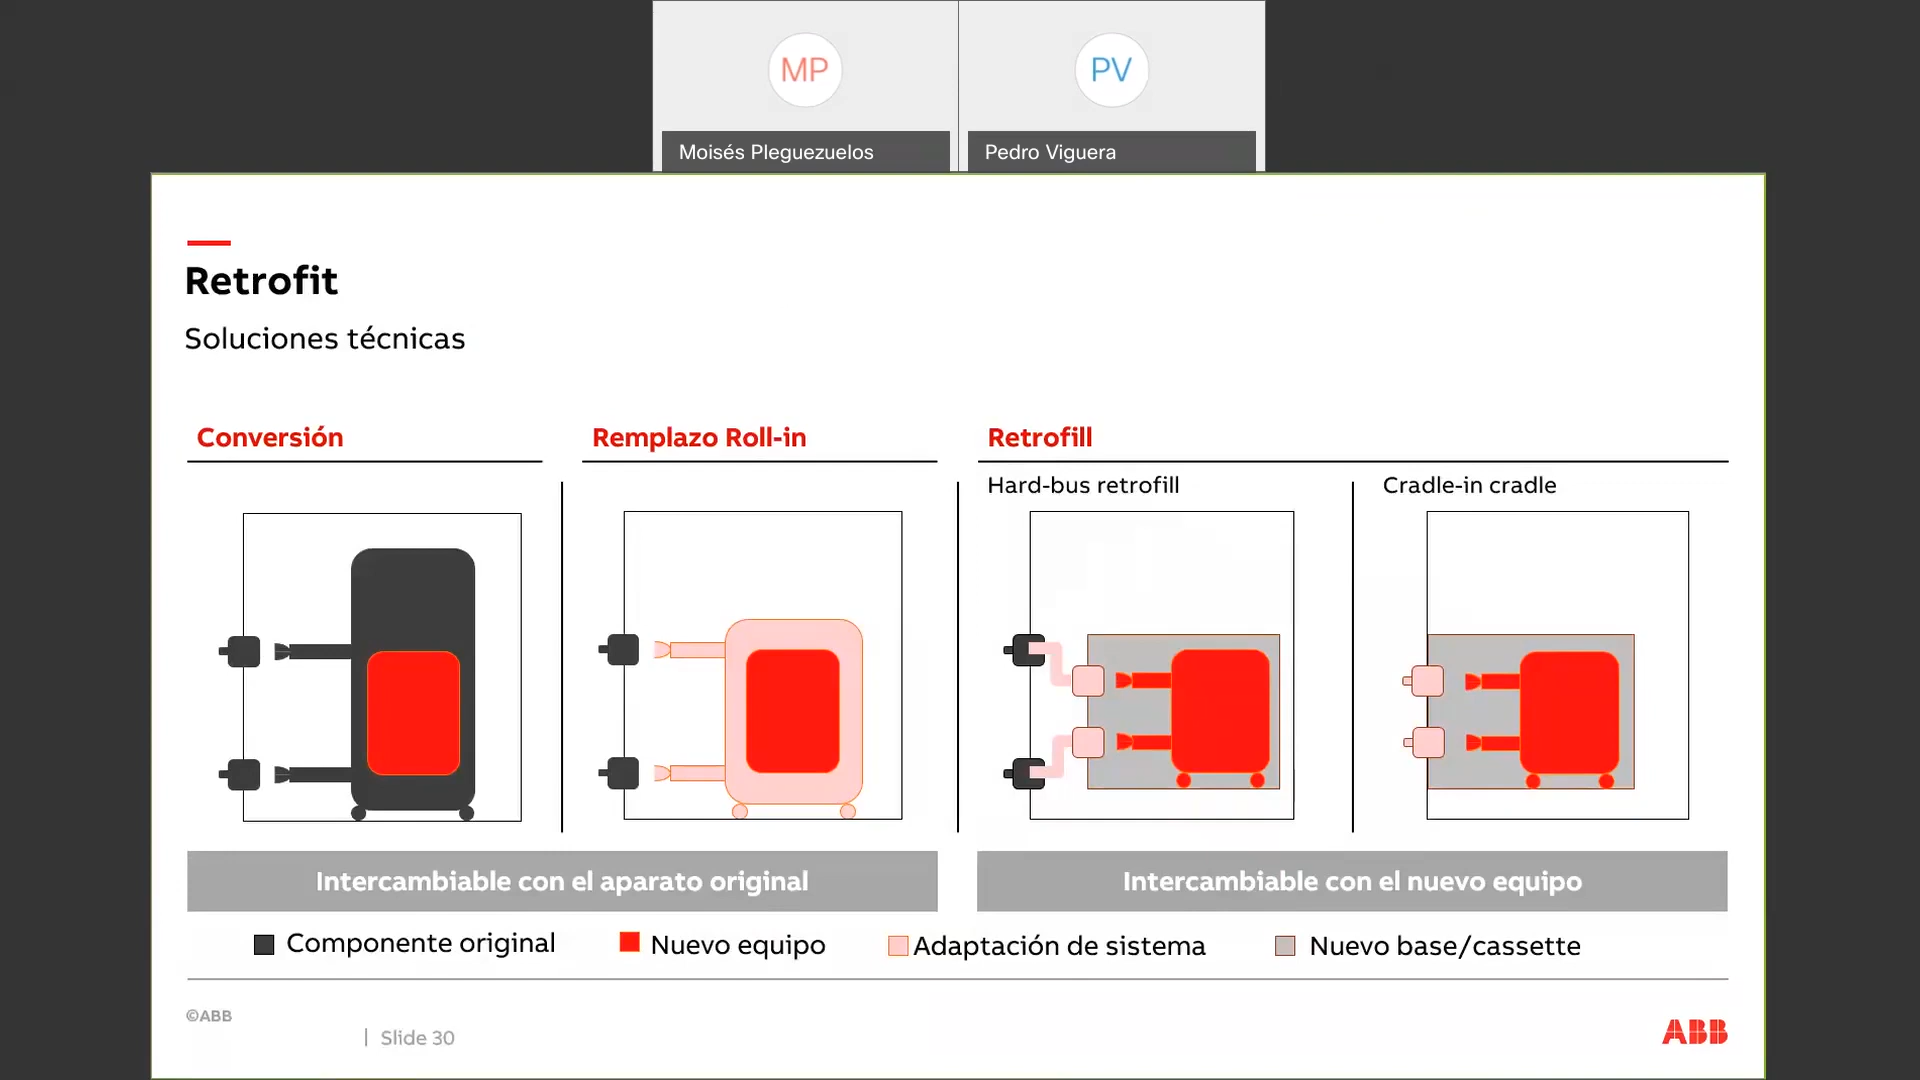 MP
PV
Moisés Pleguezuelos
Pedro Viguera
Retrofit
Soluciones técnicas
Conversión
Remplazo Roll-in
Retrofill
Hard-bus retrofill
Cradle-in cradle
Intercambiable con el aparato original
Intercambiable con el nuevo equipo
Componente original
Nuevo equipo
Adaptación de sistema
Nuevo base/cassette
©ABB
| Slide 30
ABB